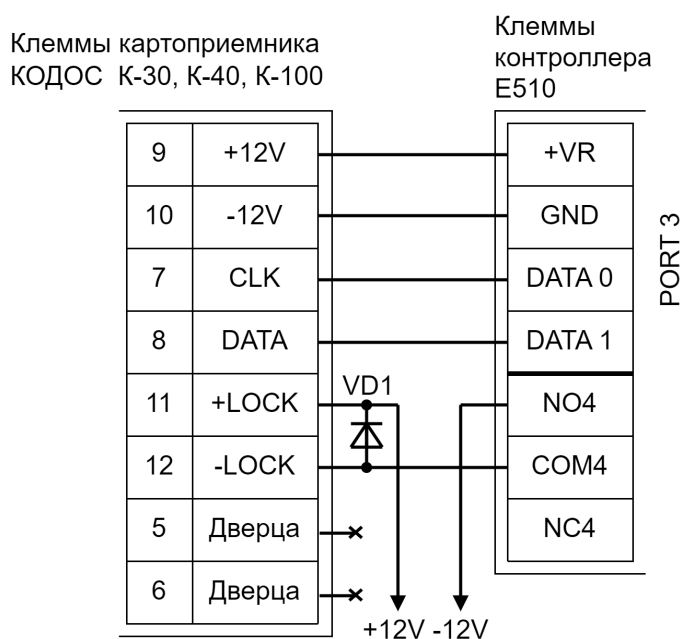 Клеммы картоприемника
КОДОС К-30, К-40, К-100
Клеммы
контроллера
E510
9 +12V
+VR
10 -12V
GND
7 CLK
DATA 0
8 DATA
DATA 1
PORT 3
VD1
11 +LOCK
NO4
12 -LOCK
COM4
5 Дверца
NC4
6 Дверца
+12V -12V